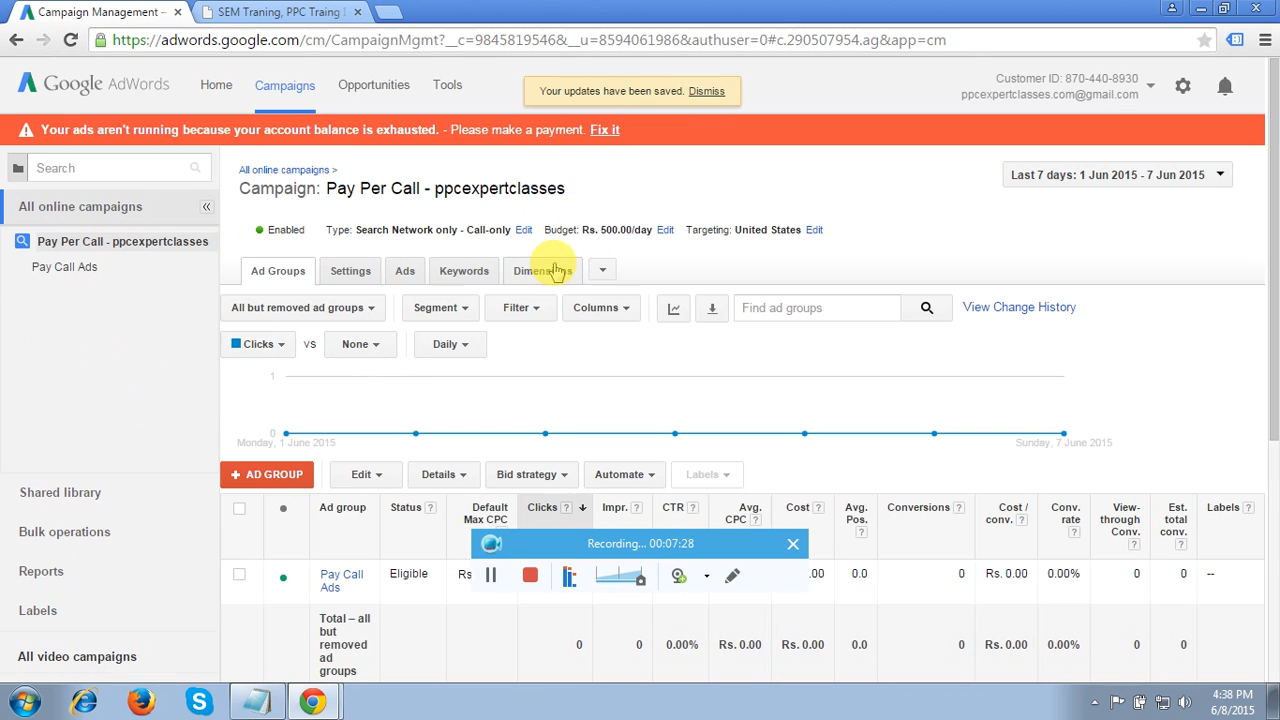 Campaign Management –
SEM Traning, PPC Traing I
https://adwords.google.com/cm/CampaignMgmt?__c=9845819546&__u=8594061986&authuser=0#c.290507954.ag&app=cm
Google AdWords
Home
Campaigns
Opportunities
Tools
Your updates have been saved. Dismiss
Customer ID: 870-440-8930
ppcexpertclasses.com@gmail.com
Your ads aren't running because your account balance is exhausted. - Please make a payment. Fix it
Search
All online campaigns
Pay Per Call - ppcexpertclasses
Pay Call Ads
Shared library
Bulk operations
Reports
Labels
All video campaigns
All online campaigns >
Campaign: Pay Per Call - ppcexpertclasses
Last 7 days: 1 Jun 2015 - 7 Jun 2015
Enabled Type: Search Network only - Call-only Edit Budget: Rs. 500.00/day Edit Targeting: United States Edit
Ad Groups
Settings
Ads
Keywords
Dimensions
All but removed ad groups
Segment
Filter
Columns
Find ad groups
View Change History
Clicks
VS
None
Daily
1
0
Monday, 1 June 2015
Sunday, 7 June 2015
+ AD GROUP
Edit
Details
Bid strategy
Automate
Labels
Ad group
Status ?
Default Max CPC
Clicks ?
Impr. ?
CTR ?
Avg. CPC ?
Cost ?
Avg. Pos. ?
Conversions ?
Cost / conv. ?
Conv. rate ?
View-through Conv. ?
Est. total conv. ?
Labels ?
Recording... 00:07:28
Pay Call Ads
Eligible
Rs
.00
0.0
0
Rs. 0.00
0.00%
0
0
--
Total – all but removed ad groups
0
0
0.00%
Rs. 0.00
Rs. 0.00
0.0
0
Rs. 0.00
0.00%
0
0
4:38 PM
6/8/2015